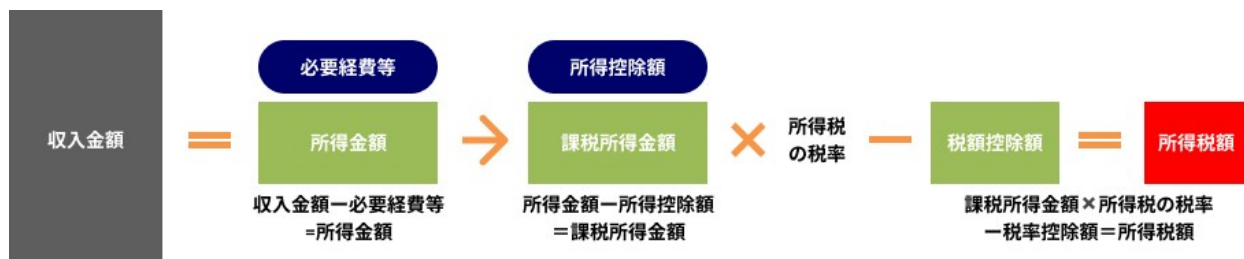 収入金額
＝
必要経費等
所得金額
収入金額ー必要経費等
=所得金額
→
所得控除額
課税所得金額
所得金額ー所得控除額
＝課税所得金額
×
所得税
の税率
ー
税額控除額
＝
所得税額
課税所得金額×所得税の税率
ー税率控除額＝所得税額